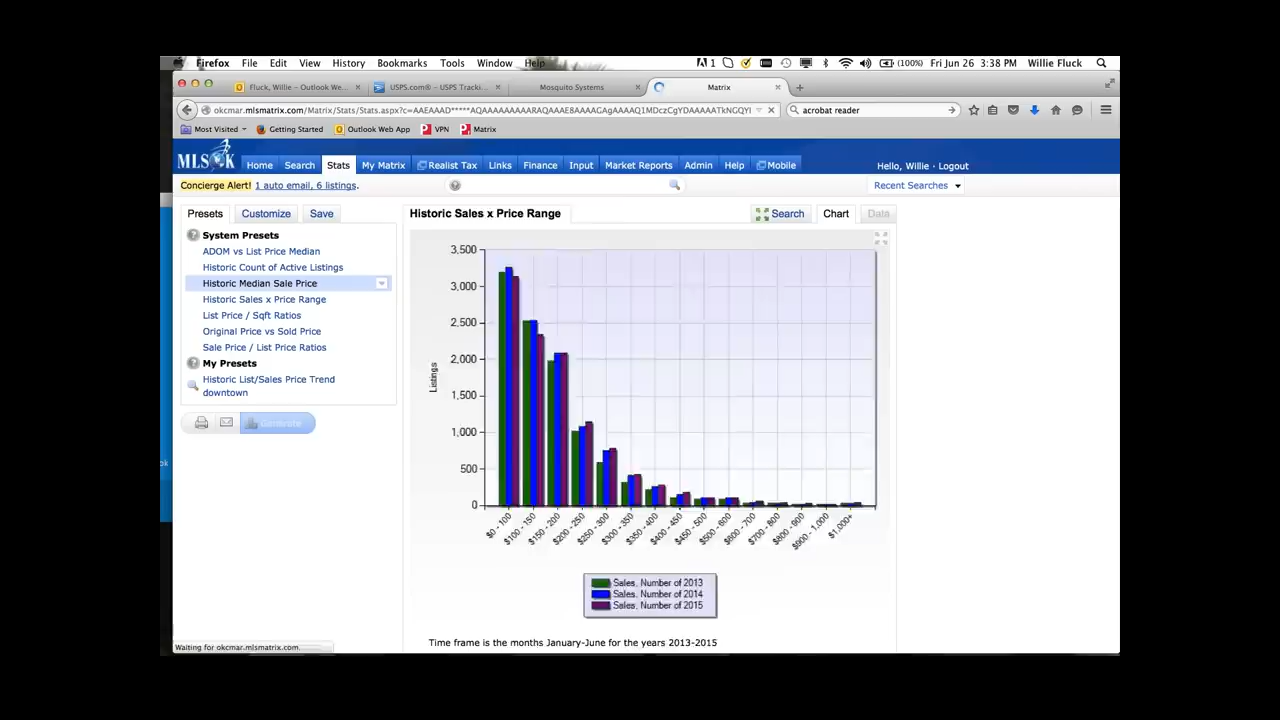 Firefox File Edit View History Bookmarks Tools Window Help 1 (100%) Fri Jun 26 3:38 PM Willie Fluck
Fluck, Willie – Outlook We... × USPS.com® – USPS Tracki... × Mosquito Systems × Matrix × +
okcmar.mlsmatrix.com/Matrix/Stats/Stats.aspx?c= acrobat reader
Most Visited Getting Started Outlook Web App VPN Matrix
MLSOK Home Search Stats My Matrix Realist Tax Links Finance Input Market Reports Admin Help Mobile Hello, Willie · Logout
Concierge Alert! 1 auto email, 6 listings. Recent Searches
Presets Customize Save Historic Sales x Price Range Search Chart Data
System Presets
ADOM vs List Price Median
Historic Count of Active Listings
Historic Median Sale Price
Historic Sales x Price Range
List Price / Sqft Ratios
Original Price vs Sold Price
Sale Price / List Price Ratios
My Presets
Historic List/Sales Price Trend
downtown
Generate
3,500
3,000
2,500
2,000
1,500
1,000
500
0
Listings
$0 - 100 $100 - 150 $150 - 200 $200 - 250 $250 - 300 $300 - 350 $350 - 400 $400 - 450 $450 - 500 $500 - 600 $600 - 700 $700 - 800 $800 - 900 $900 - 1,000 $1,000+
Sales, Number of 2013
Sales, Number of 2014
Sales, Number of 2015
Time frame is the months January-June for the years 2013-2015
Waiting for okcmar.mlsmatrix.com.